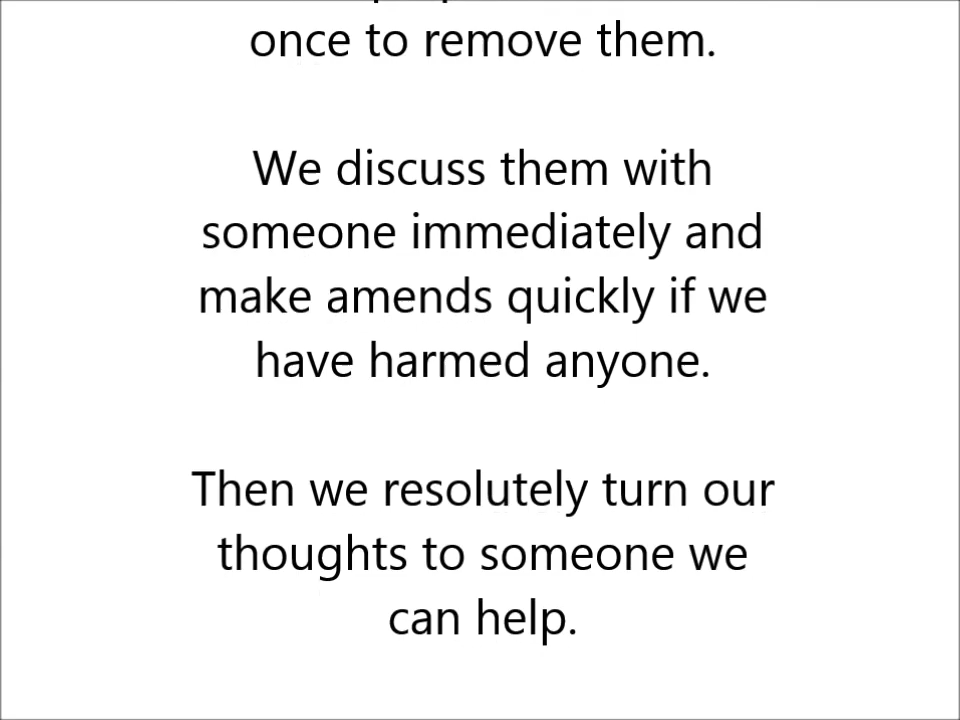 once to remove them.
We discuss them with
someone immediately and
make amends quickly if we
have harmed anyone.
Then we resolutely turn our
thoughts to someone we
can help.